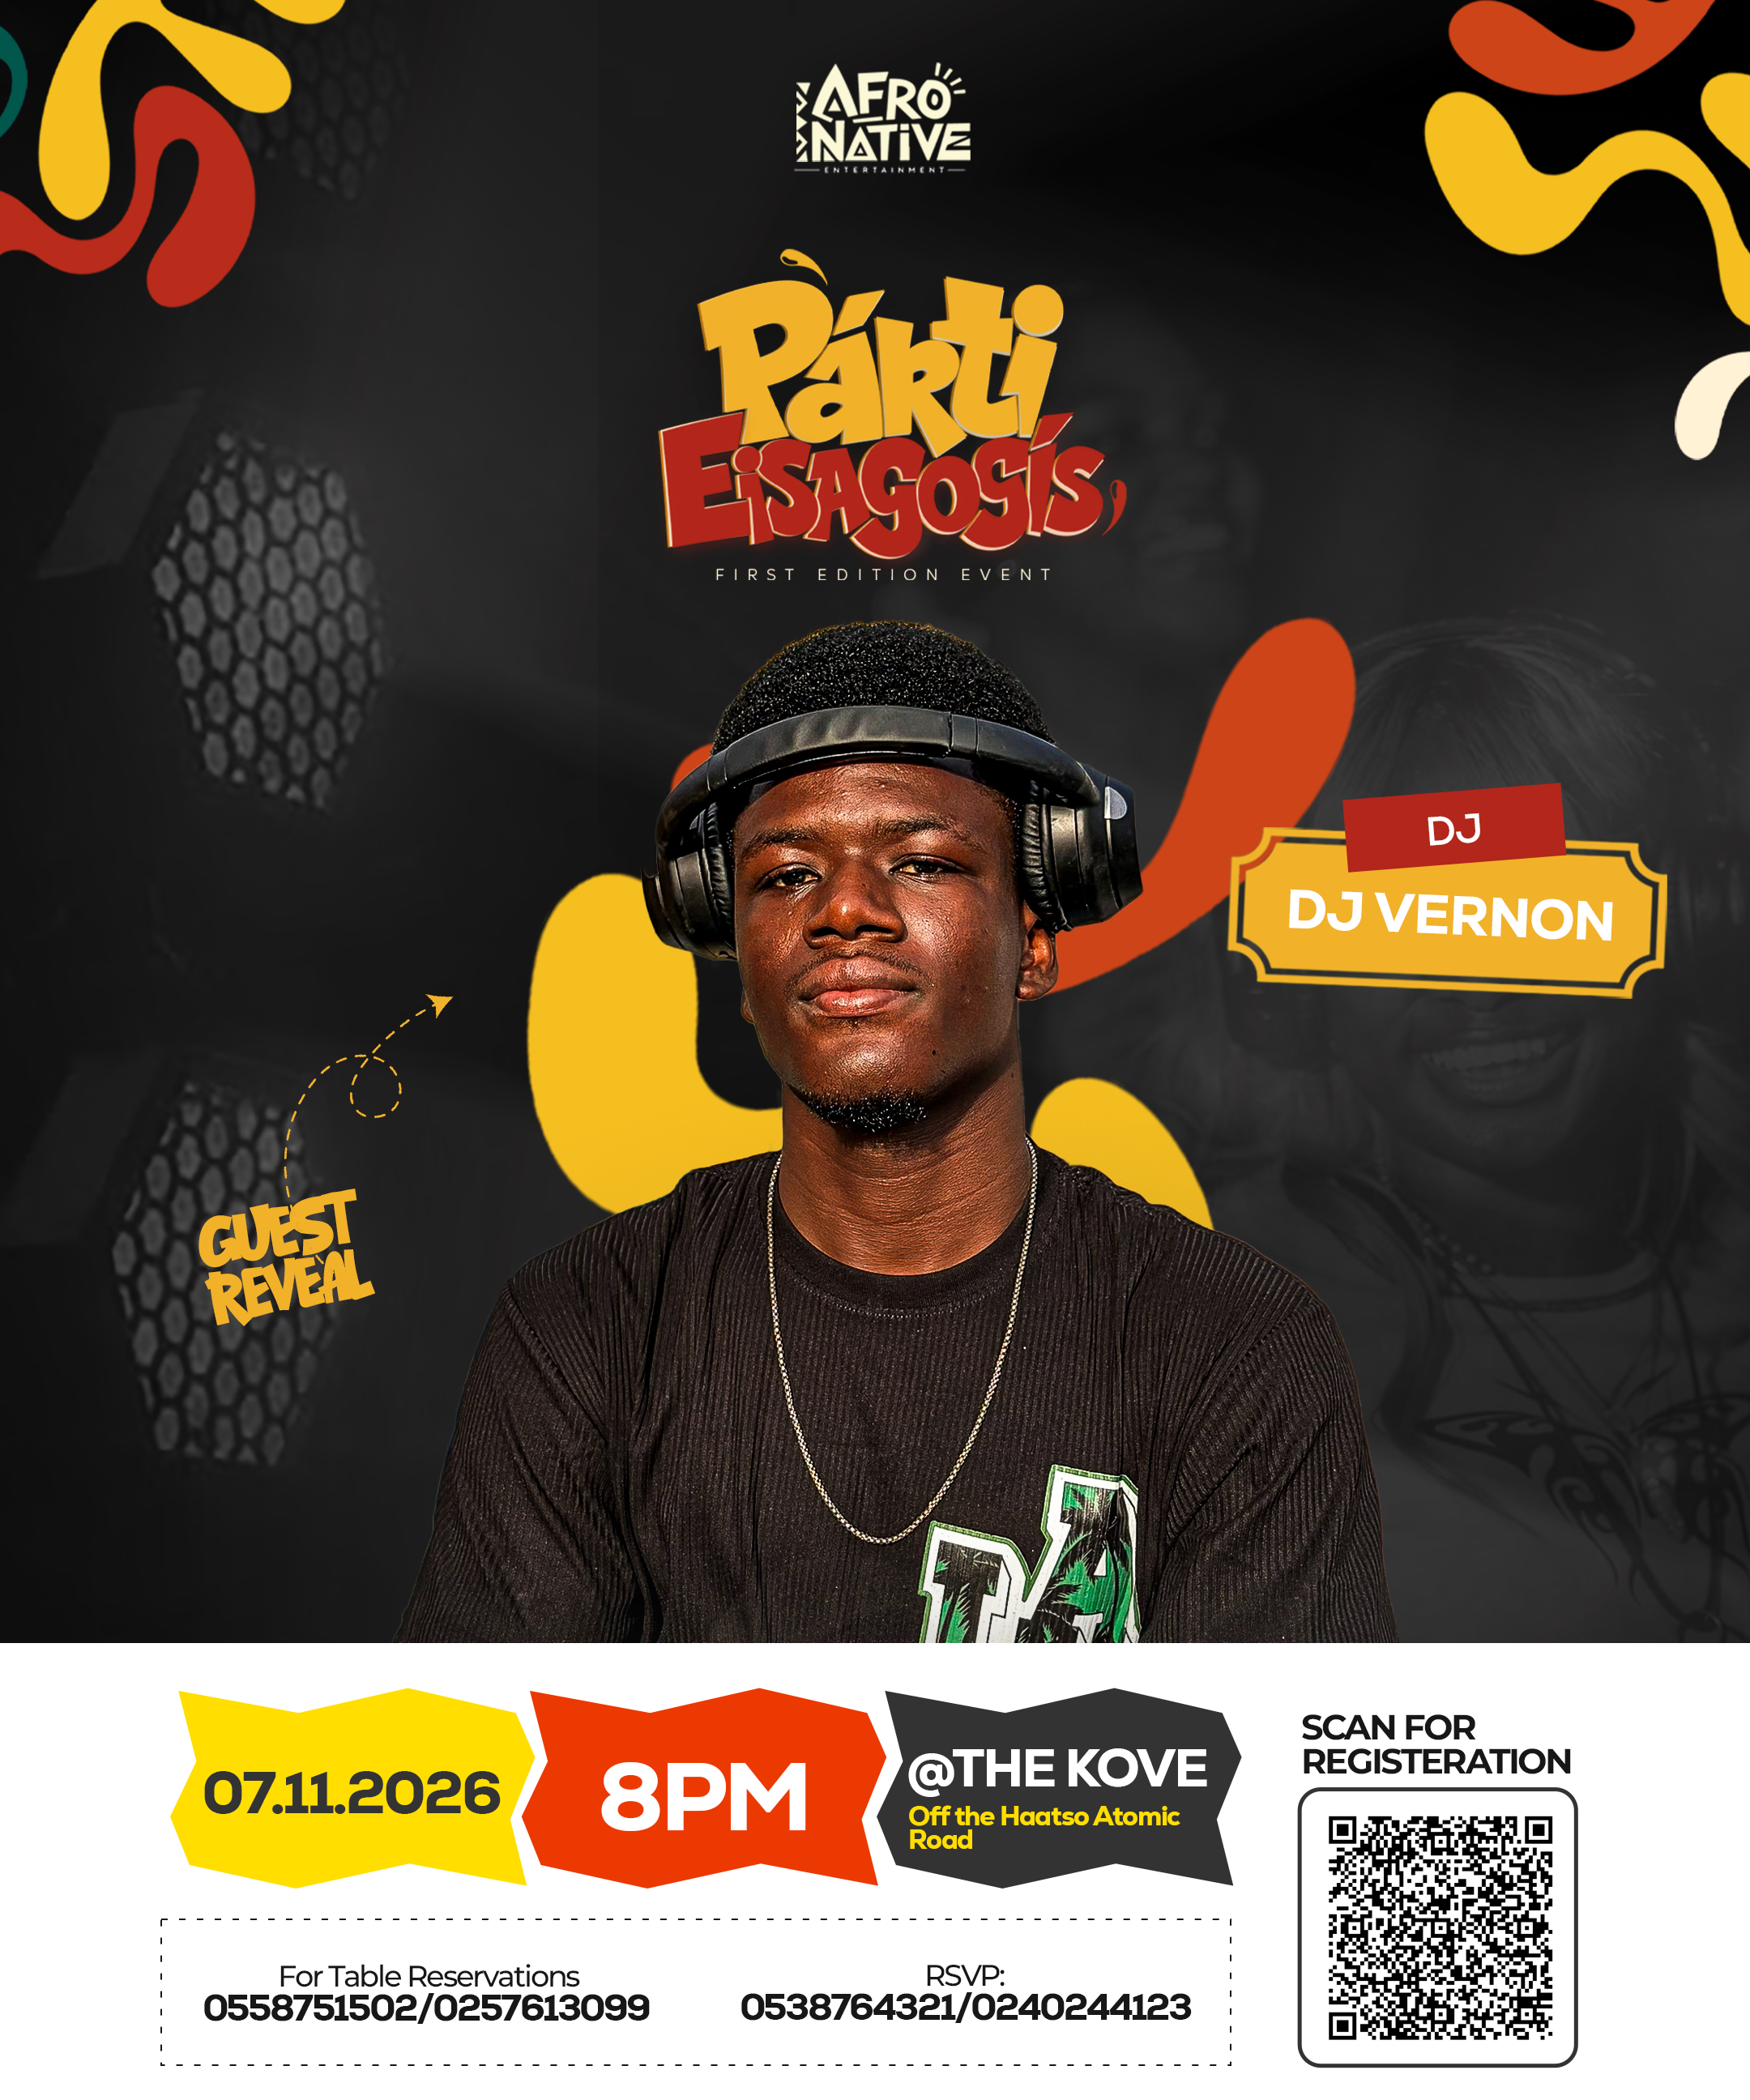 AFRO
NATIVE
ENTERTAINMENT
Párti
Eisagogís
FIRST EDITION EVENT
DJ
DJ VERNON
GUEST
REVEAL
07.11.2026
8PM
@THE KOVE
Off the Haatso Atomic
Road
SCAN FOR
REGISTERATION
For Table Reservations
0558751502/0257613099
RSVP:
0538764321/0240244123